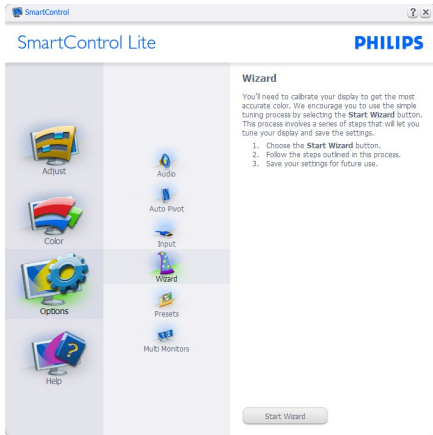 SmartControl
? ×
SmartControl Lite
PHILIPS
Adjust
Color
Options
Help
Audio
Auto Pivot
Input
Wizard
Presets
Multi Monitors
Wizard
You'll need to calibrate your display to get the most
accurate color. We encourage you to use the simple
tuning process by selecting the Start Wizard button.
This process involves a series of steps that will let you
tune your display and save the settings.
1. Choose the Start Wizard button.
2. Follow the steps outlined in this process.
3. Save your settings for future use.
Start Wizard